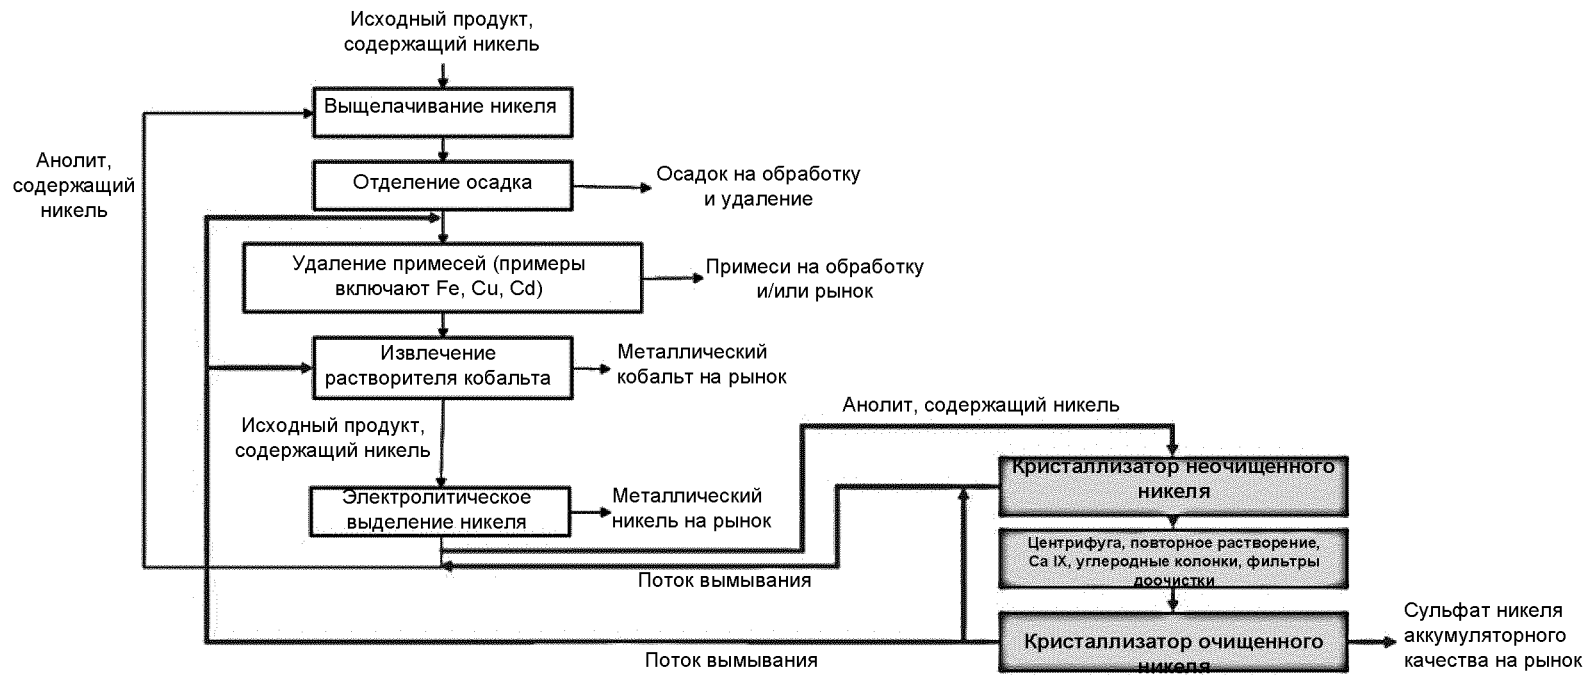 Исходный продукт,
содержащий никель
Выщелачивание никеля
Анолит,
содержащий
никель
Отделение осадка
Осадок на обработку
и удаление
Удаление примесей (примеры
включают Fe, Cu, Cd)
Примеси на обработку
и/или рынок
Извлечение
растворителя кобальта
Металлический
кобальт на рынок
Исходный продукт,
содержащий никель
Анолит, содержащий никель
Электролитическое
выделение никеля
Металлический
никель на рынок
Кристаллизатор неочищенного
никеля
Центрифуга, повторное растворение,
Ca IX, углеродные колонки, фильтры
доочистки
Поток вымывания
Кристаллизатор очищенного
никеля
Сульфат никеля
аккумуляторного
качества на рынок
Поток вымывания